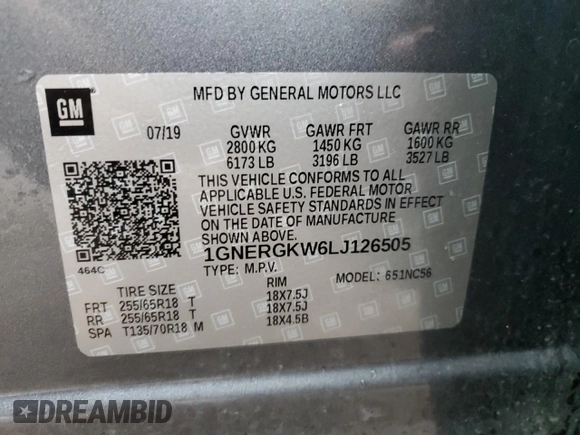 GM
MFD BY GENERAL MOTORS LLC
07/19 GVWR GAWR FRT GAWR RR
2800 KG 1450 KG 1600 KG
6173 LB 3196 LB 3527 LB
THIS VEHICLE CONFORMS TO ALL
APPLICABLE U.S. FEDERAL MOTOR
VEHICLE SAFETY STANDARDS IN EFFECT
ON THE DATE OF MANUFACTURE
SHOWN ABOVE.
1GNERGKW6LJ126505
464C
TYPE: M.P.V. MODEL: 651NC56
TIRE SIZE RIM
FRT 255/65R18 T 18X7.5J
RR 255/65R18 T 18X7.5J
SPA T135/70R18 M 18X4.5B
DREAMBID